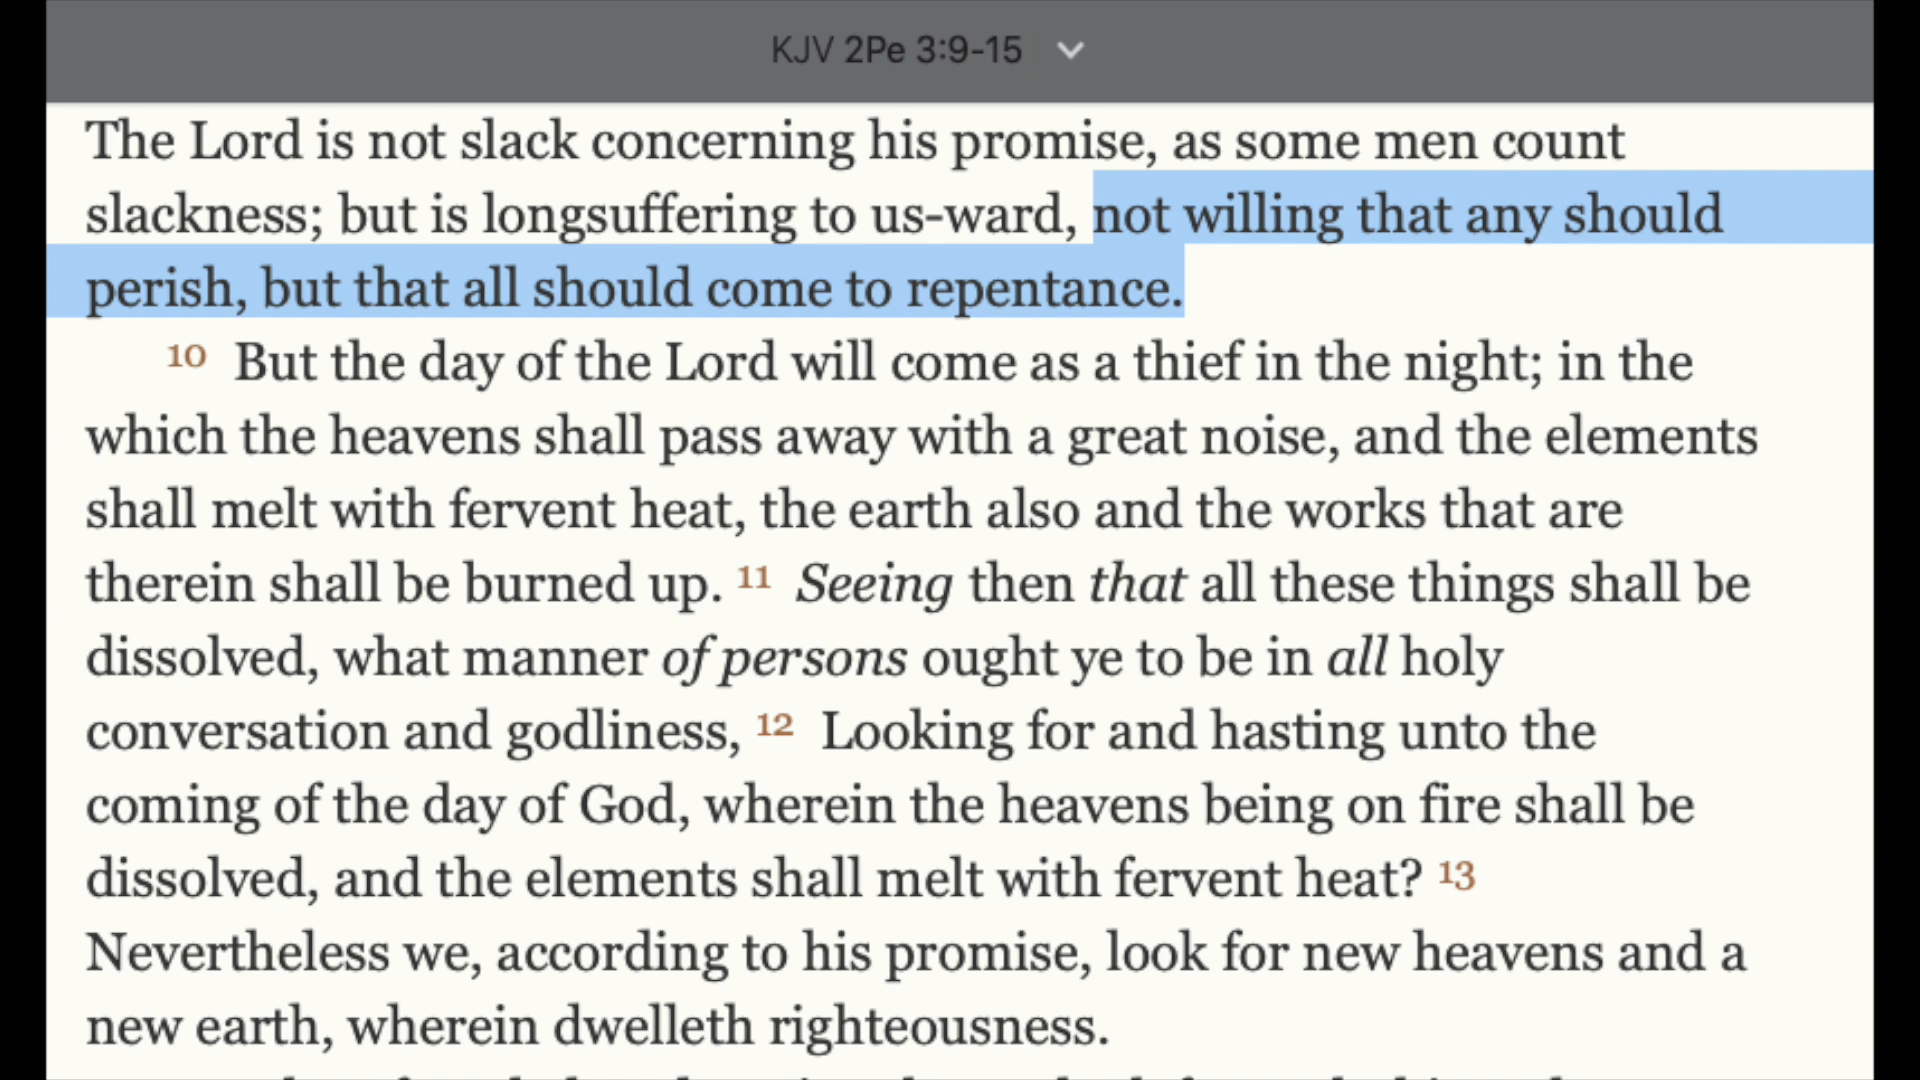 KJV 2Pe 3:9-15
The Lord is not slack concerning his promise, as some men count
slackness; but is longsuffering to us-ward, not willing that any should
perish, but that all should come to repentance.
10 But the day of the Lord will come as a thief in the night; in the
which the heavens shall pass away with a great noise, and the elements
shall melt with fervent heat, the earth also and the works that are
therein shall be burned up. 11 Seeing then that all these things shall be
dissolved, what manner of persons ought ye to be in all holy
conversation and godliness, 12 Looking for and hasting unto the
coming of the day of God, wherein the heavens being on fire shall be
dissolved, and the elements shall melt with fervent heat? 13
Nevertheless we, according to his promise, look for new heavens and a
new earth, wherein dwelleth righteousness.